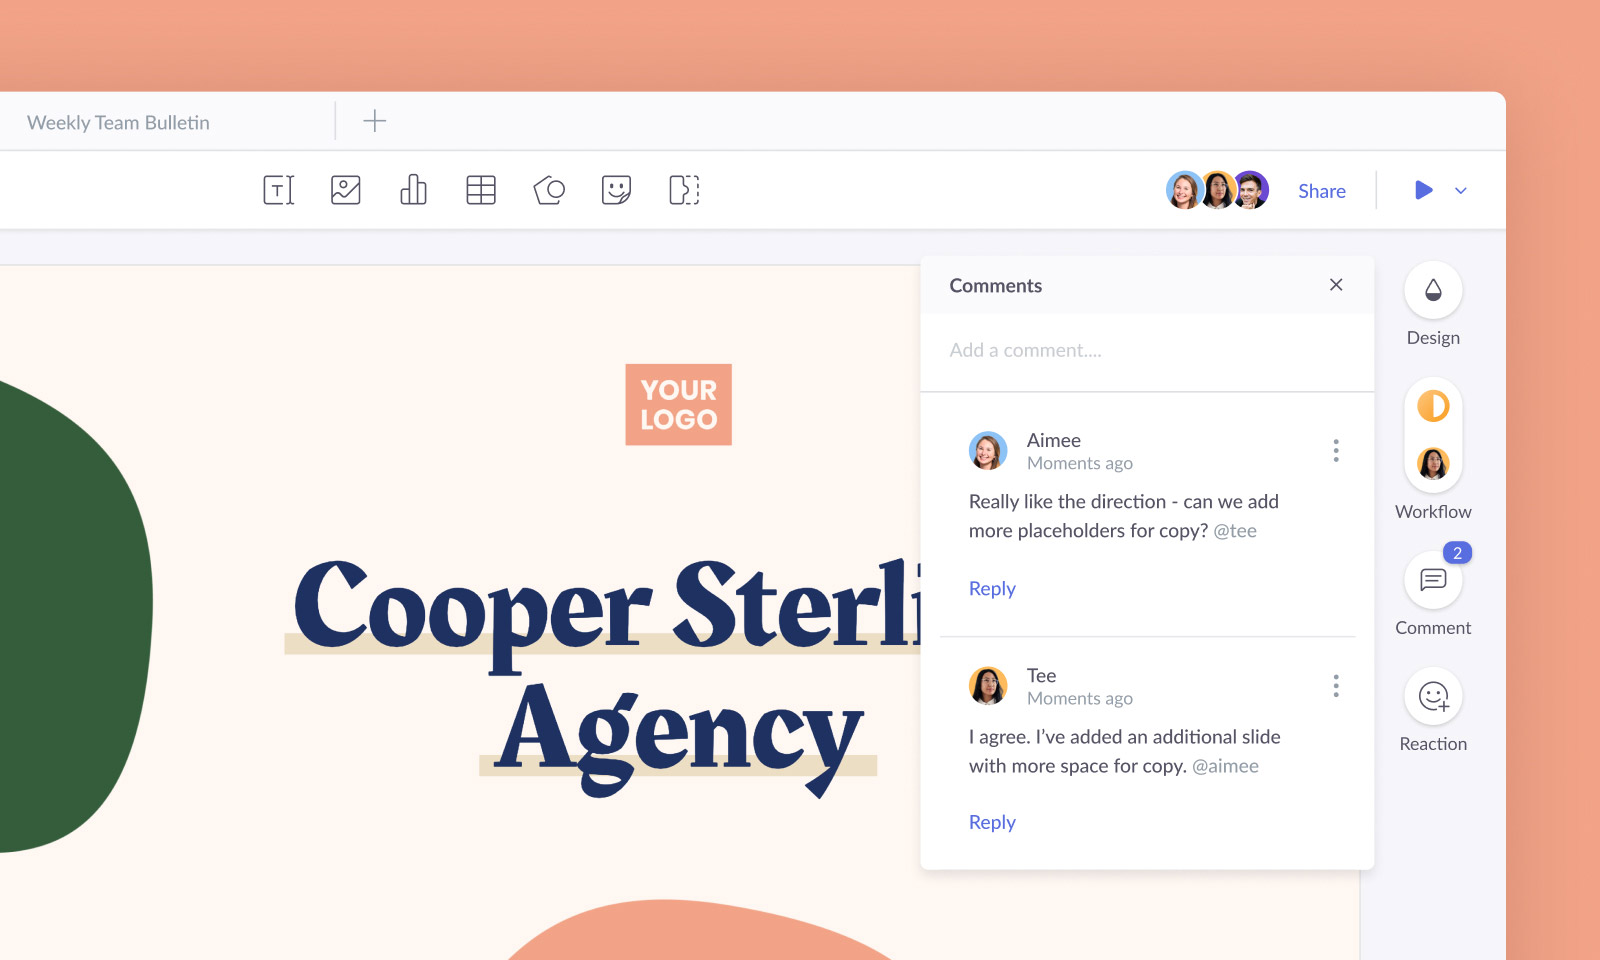 Weekly Team Bulletin
T
Share
Comments
Add a comment....
YOUR
LOGO
Aimee
Moments ago
Really like the direction - can we add
more placeholders for copy? @tee
Reply
Cooper Sterli
Agency
Tee
Moments ago
I agree. I’ve added an additional slide
with more space for copy. @aimee
Reply
Design
Workflow
2
Comment
Reaction